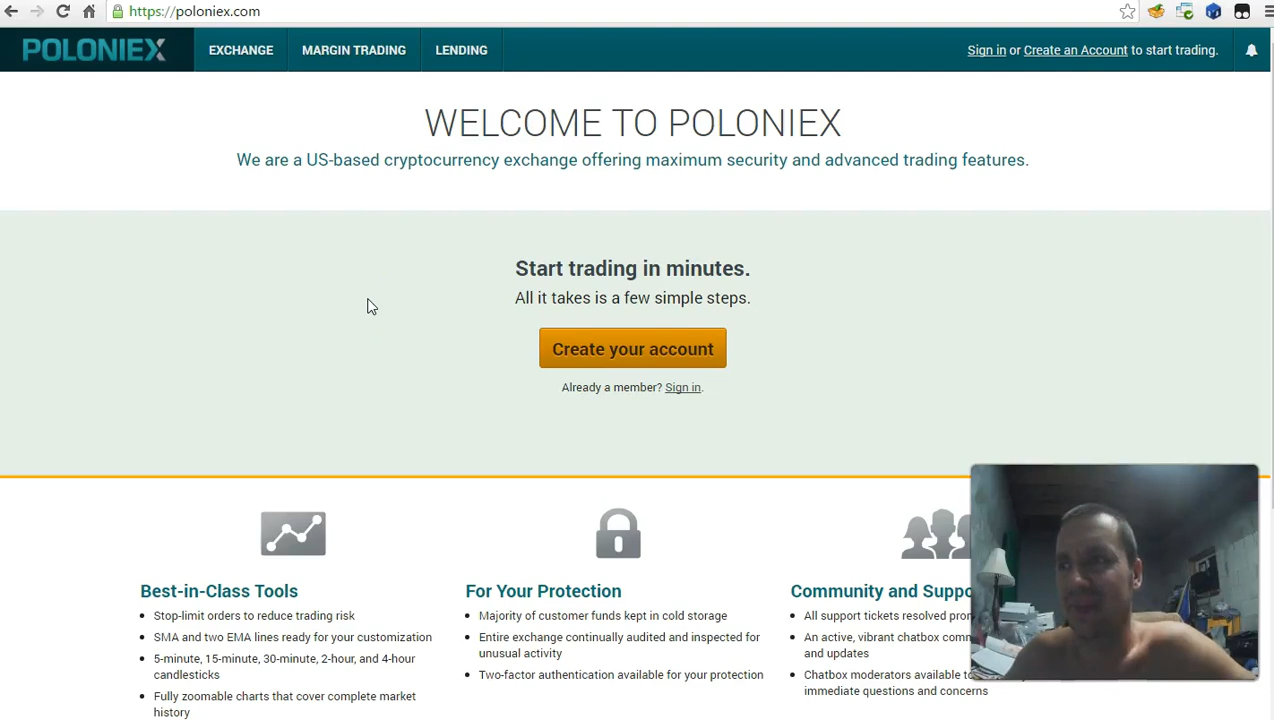 https://poloniex.com
POLONIEX EXCHANGE MARGIN TRADING LENDING Sign in or Create an Account to start trading.
WELCOME TO POLONIEX
We are a US-based cryptocurrency exchange offering maximum security and advanced trading features.
Start trading in minutes.
All it takes is a few simple steps.
Create your account
Already a member? Sign in.
Best-in-Class Tools
Stop-limit orders to reduce trading risk
SMA and two EMA lines ready for your customization
5-minute, 15-minute, 30-minute, 2-hour, and 4-hour
candlesticks
Fully zoomable charts that cover complete market
history
For Your Protection
Majority of customer funds kept in cold storage
Entire exchange continually audited and inspected for
unusual activity
Two-factor authentication available for your protection
Community and
All support tickets resolved
An active, vibrant chatbox
and updates
Chatbox moderators available
immediate questions and concerns